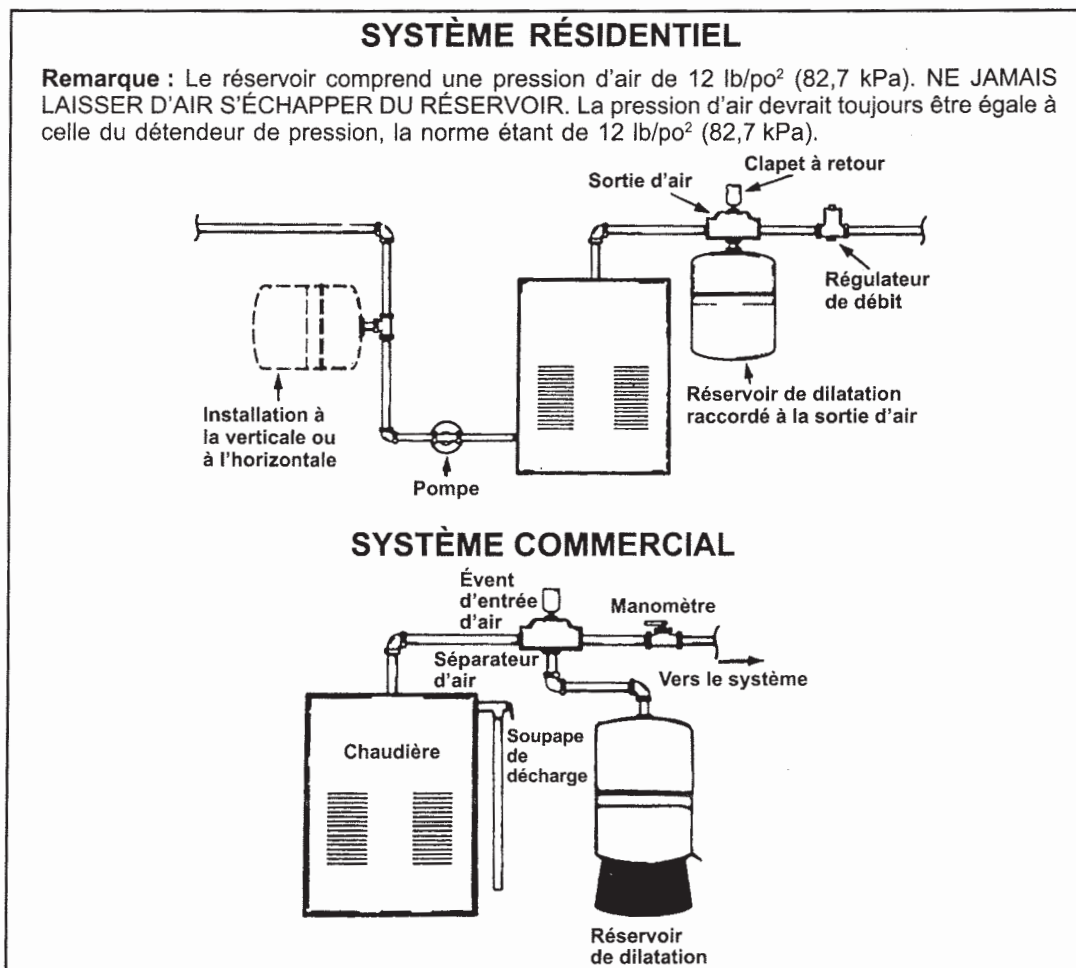 SYSTÈME RÉSIDENTIEL
Remarque : Le réservoir comprend une pression d'air de 12 lb/po² (82,7 kPa). NE JAMAIS
LAISSER D'AIR S'ÉCHAPPER DU RÉSERVOIR. La pression d'air devrait toujours être égale à
celle du détendeur de pression, la norme étant de 12 lb/po² (82,7 kPa).
Clapet à retour
Sortie d'air
Régulateur
de débit
Réservoir de dilatation
raccordé à la sortie d'air
Installation à
la verticale ou
à l'horizontale
Pompe
SYSTÈME COMMERCIAL
Évent
d'entrée
d'air
Manomètre
Séparateur
d'air
Vers le système
Soupape
de
décharge
Chaudière
Réservoir
de dilatation